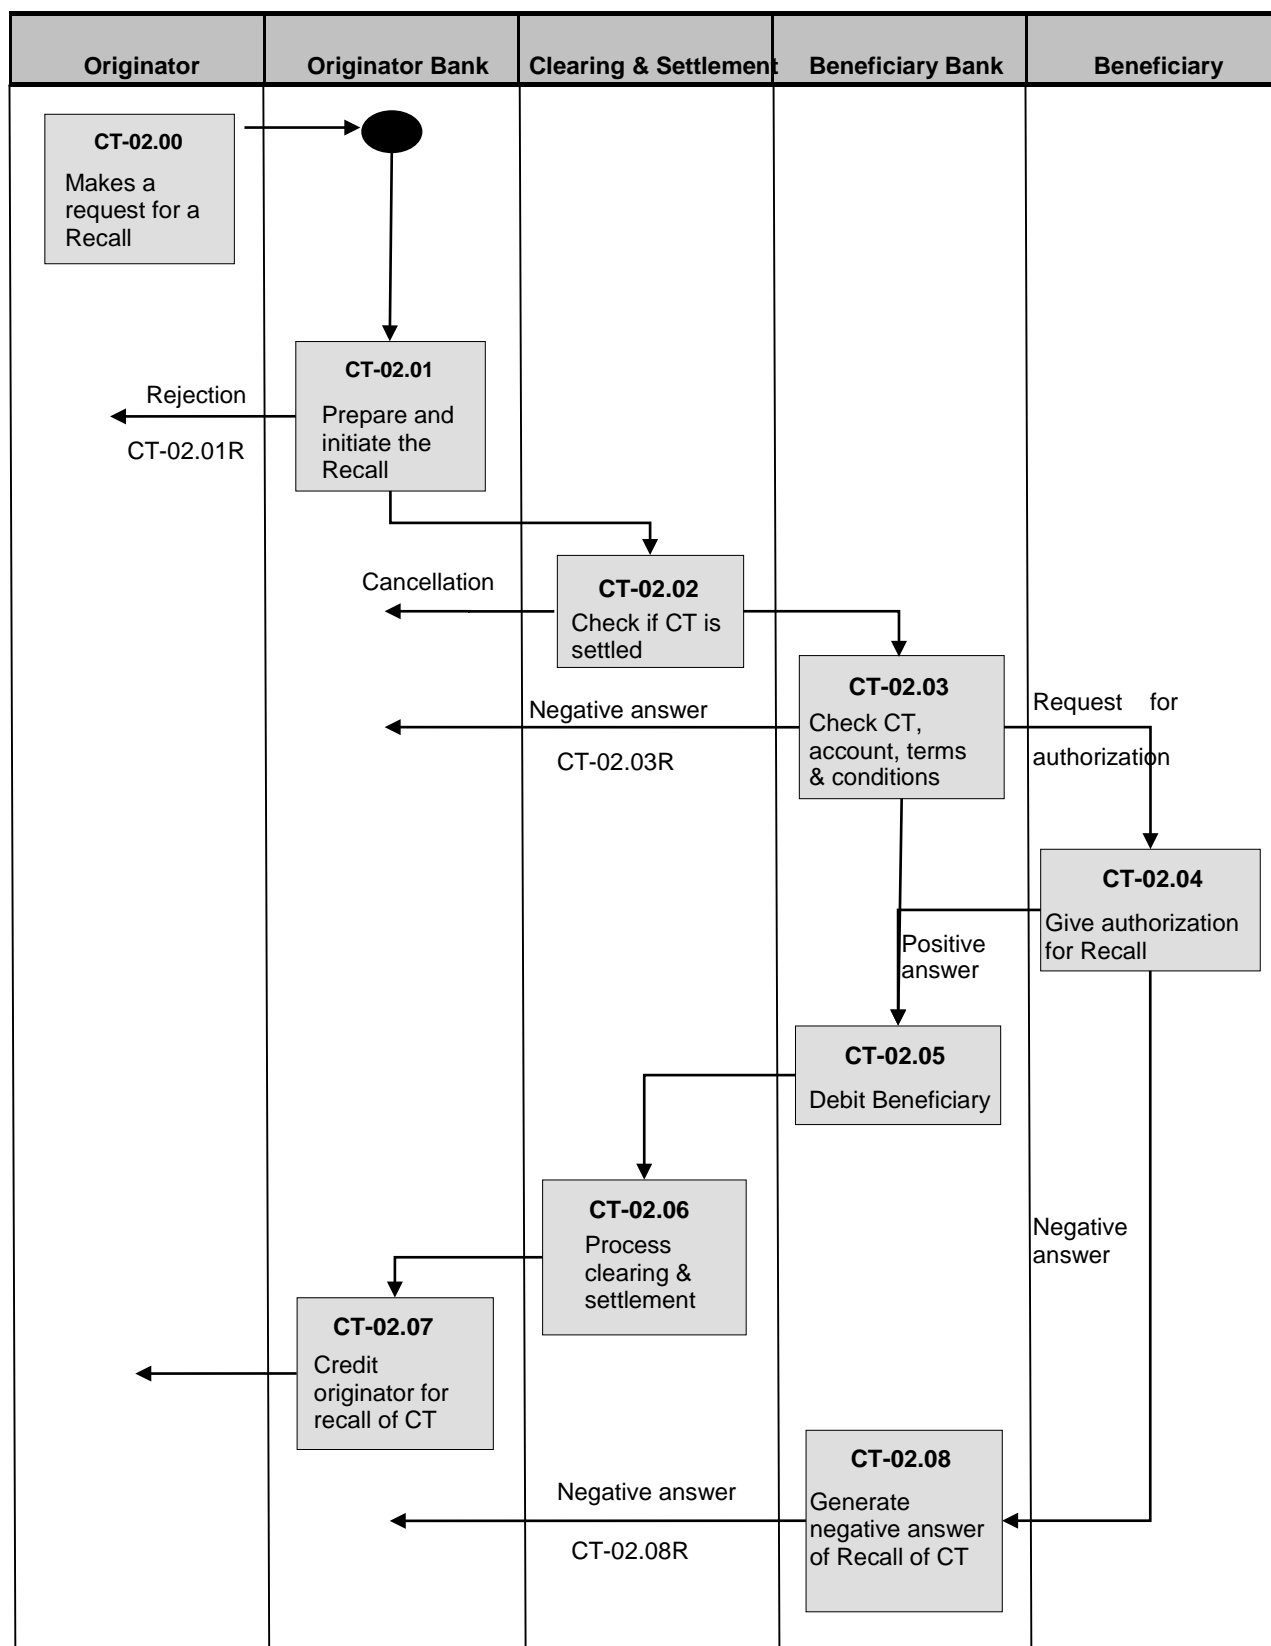 Originator
Originator Bank
Clearing & Settlement
Beneficiary Bank
Beneficiary
CT-02.00
Makes a
request for a
Recall
CT-02.01
Prepare and
initiate the
Recall
Rejection
CT-02.01R
Cancellation
CT-02.02
Check if CT is
settled
CT-02.03
Check CT,
account, terms
& conditions
Negative answer
CT-02.03R
Request for
authorization
CT-02.04
Give authorization
for Recall
Positive
answer
CT-02.05
Debit Beneficiary
CT-02.06
Process
clearing &
settlement
Negative
answer
CT-02.07
Credit
originator for
recall of CT
CT-02.08
Generate
negative answer
of Recall of CT
Negative answer
CT-02.08R